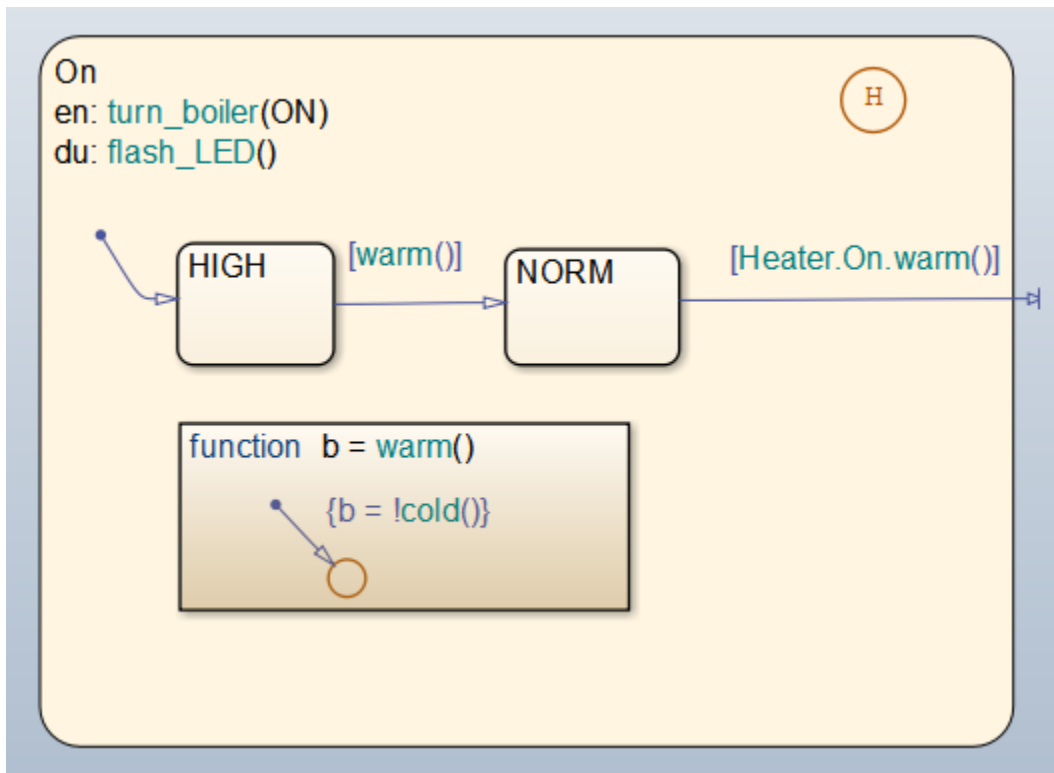 On
en: turn_boiler(ON)
du: flash_LED()
H
HIGH
[warm()]
NORM
[Heater.On.warm()]
function b = warm()
{b = !cold()}